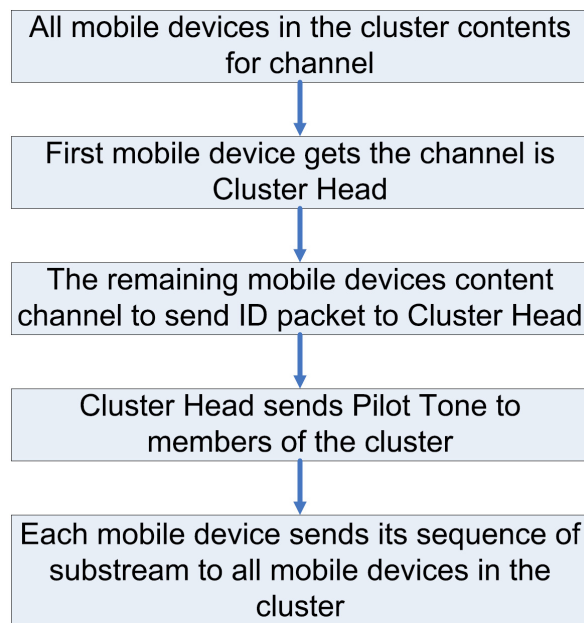 All mobile devices in the cluster contents
for channel
First mobile device gets the channel is
Cluster Head
The remaining mobile devices content
channel to send ID packet to Cluster Head
Cluster Head sends Pilot Tone to
members of the cluster
Each mobile device sends its sequence of
substream to all mobile devices in the
cluster